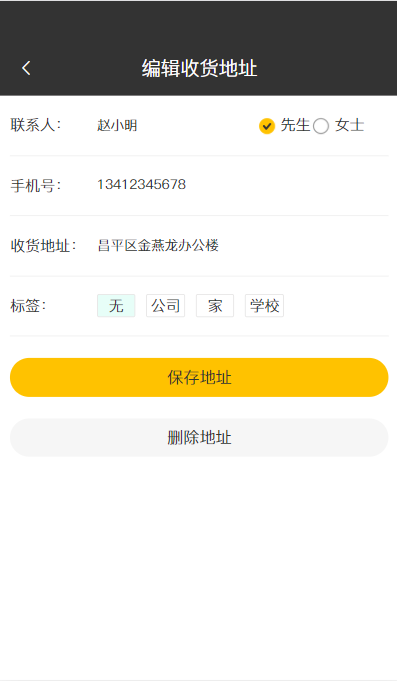 编辑收货地址
联系人： 赵小明 先生 女士
手机号： 13412345678
收货地址： 昌平区金燕龙办公楼
标签： 无 公司 家 学校
保存地址
删除地址